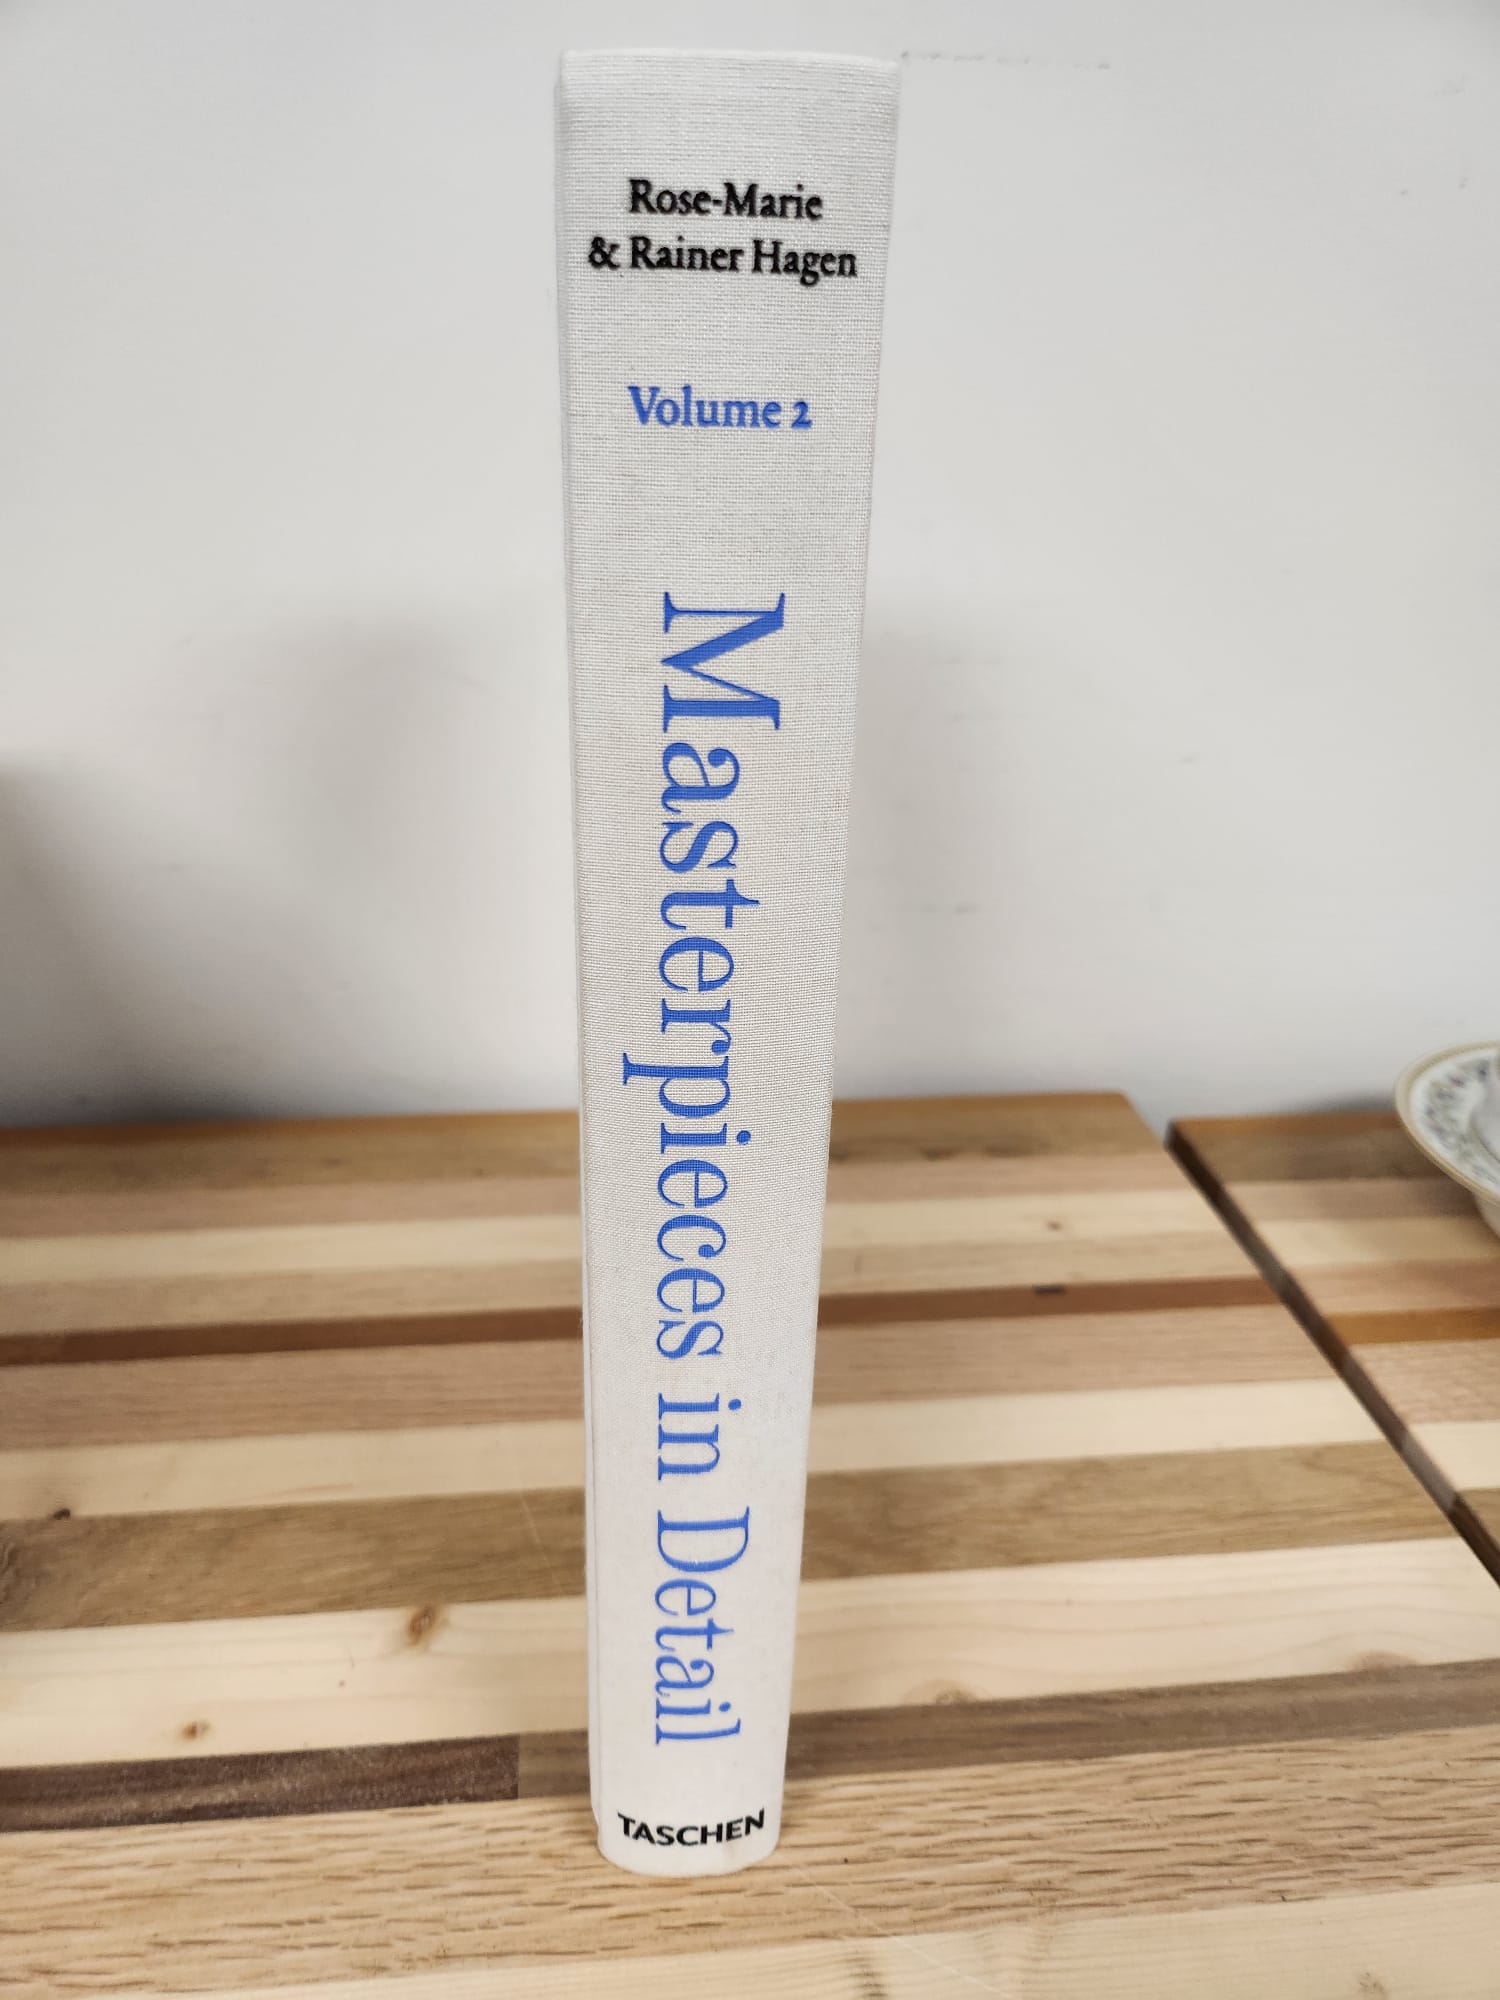 Rose-Marie
& Rainer Hagen
Volume 2
Masterpieces in Detail
TASCHEN